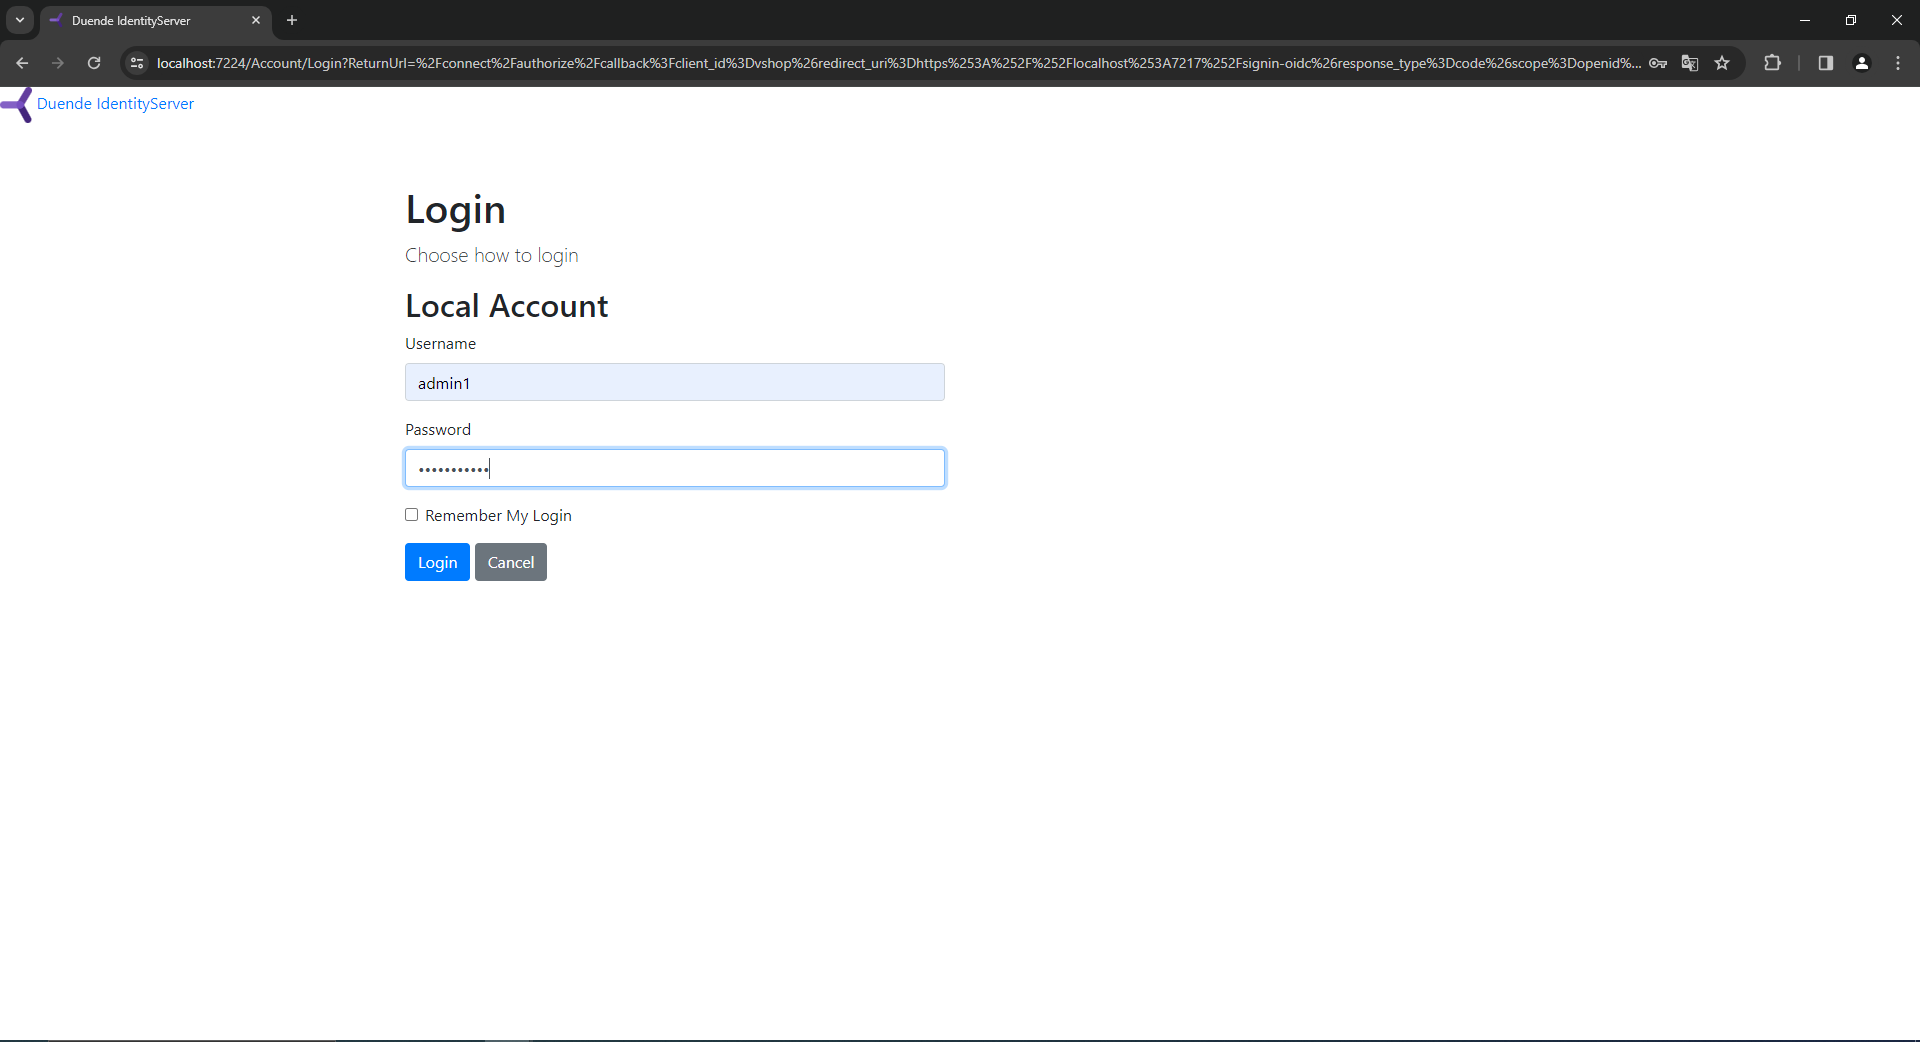 Duende IdentityServer
localhost:7224/Account/Login?ReturnUrl=%2Fconnect%2Fauthorize%2Fcallback%3Fclient_id%3Dvshop%26redirect_uri%3Dhttps%253A%252F%252Flocalhost%253A7217%252Fsignin-oidc%26response_type%3Dcode%26scope%3Dopenid%...
Duende IdentityServer
Login
Choose how to login
Local Account
Username
admin1
Password
•••••••••••
Remember My Login
Login Cancel